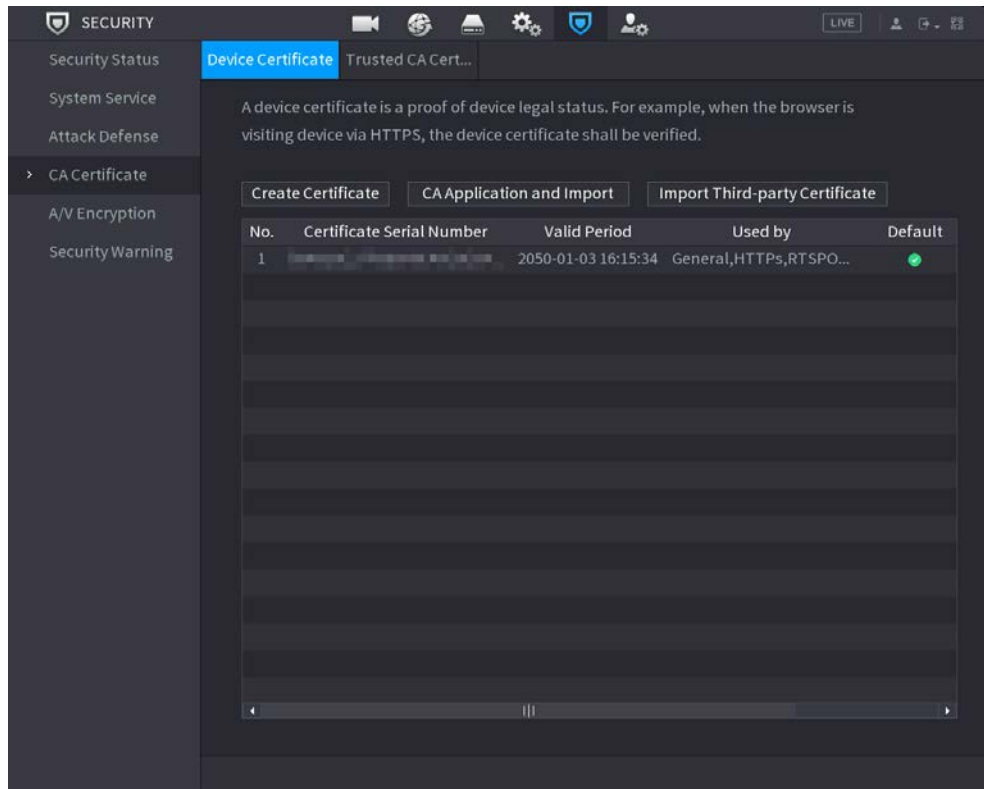 SECURITY
LIVE
Security Status
System Service
Attack Defense
CA Certificate
A/V Encryption
Security Warning
Device Certificate
Trusted CA Cert...
A device certificate is a proof of device legal status. For example, when the browser is
visiting device via HTTPS, the device certificate shall be verified.
Create Certificate
CA Application and Import
Import Third-party Certificate
No. Certificate Serial Number Valid Period Used by Default
1 2050-01-03 16:15:34 General,HTTPs,RTSPO...